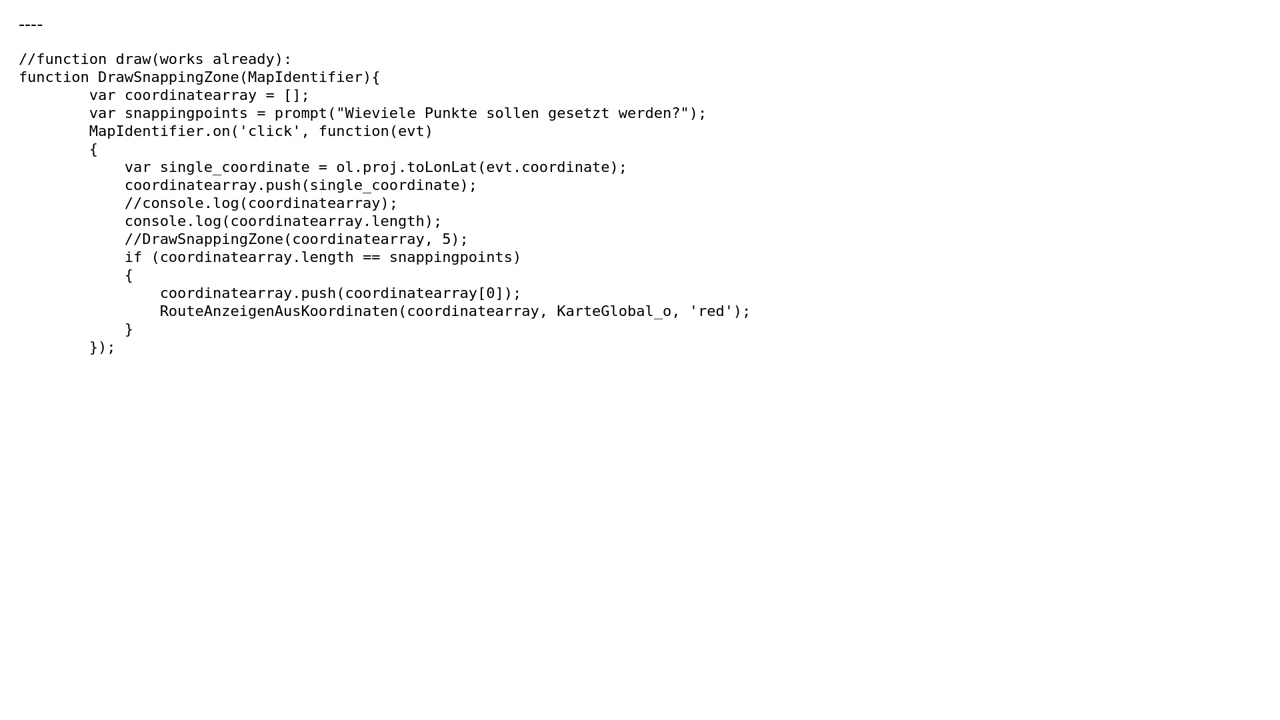 ----
//function draw(works already):
function DrawSnappingZone(MapIdentifier){
        var coordinatearray = [];
        var snappingpoints = prompt("Wieviele Punkte sollen gesetzt werden?");
        MapIdentifier.on('click', function(evt)
        {
            var single_coordinate = ol.proj.toLonLat(evt.coordinate);
            coordinatearray.push(single_coordinate);
            //console.log(coordinatearray);
            console.log(coordinatearray.length);
            //DrawSnappingZone(coordinatearray, 5);
            if (coordinatearray.length == snappingpoints)
            {
                coordinatearray.push(coordinatearray[0]);
                RouteAnzeigenAusKoordinaten(coordinatearray, KarteGlobal_o, 'red');
            }
        });